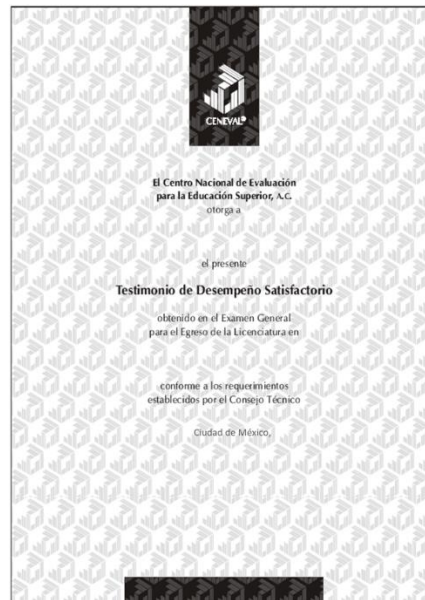 CENEVAL®
El Centro Nacional de Evaluación
para la Educación Superior, A.C.
otorga a
el presente
Testimonio de Desempeño Satisfactorio
obtenido en el Examen General
para el Egreso de la Licenciatura en
conforme a los requerimientos
establecidos por el Consejo Técnico
Ciudad de México,